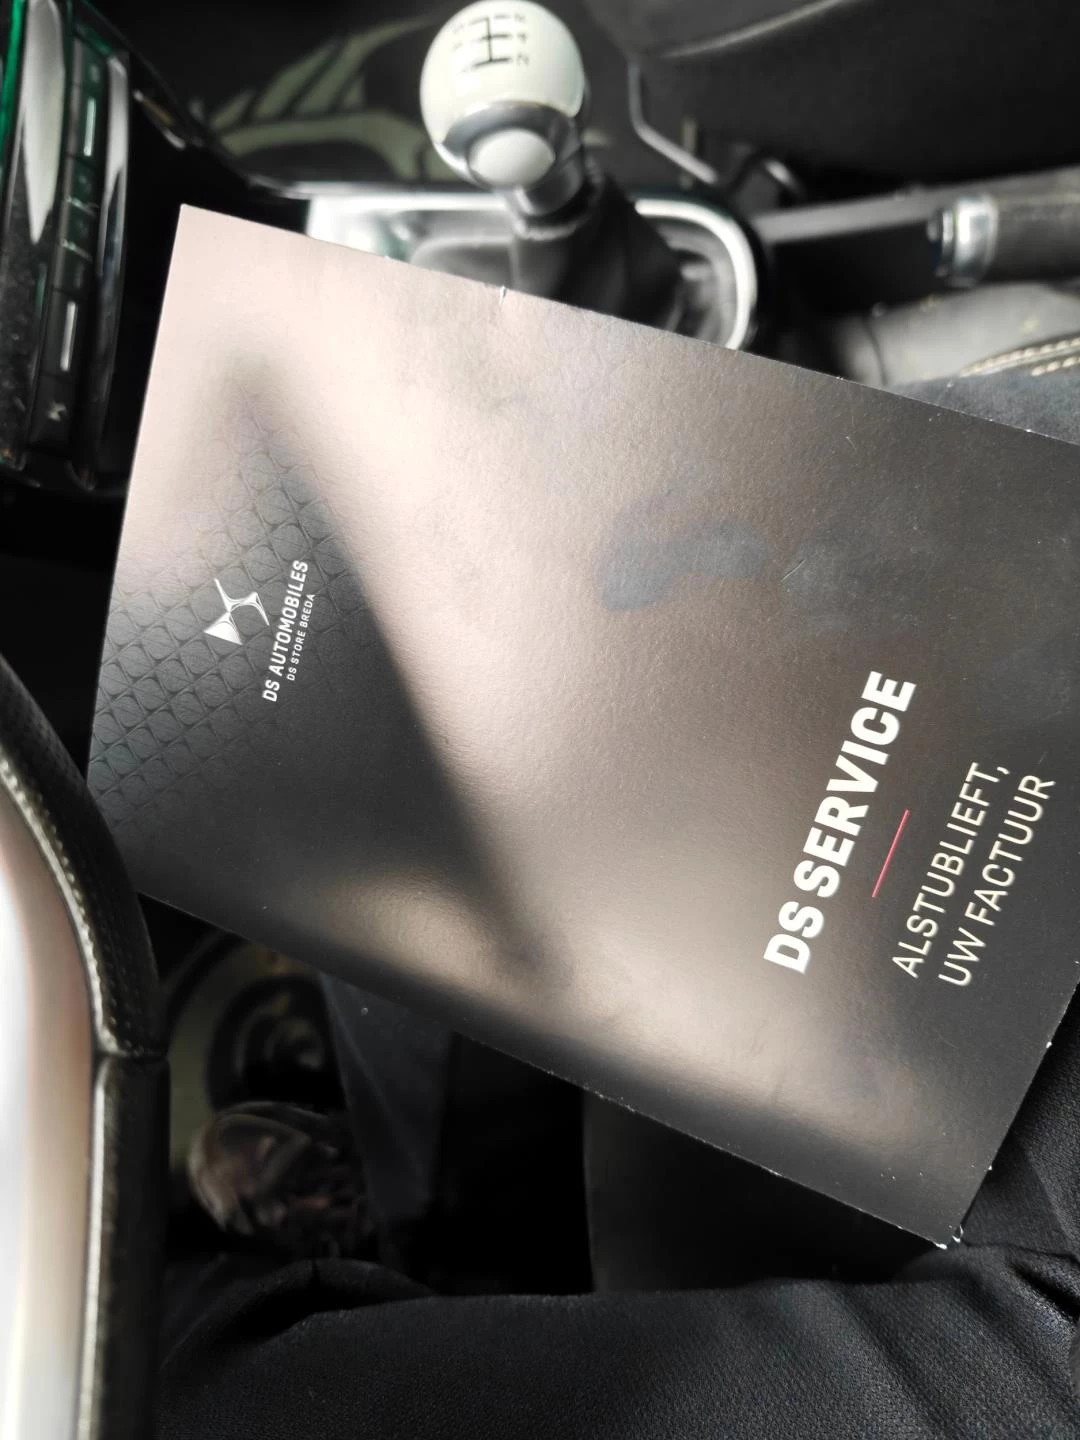 DS AUTOMOBILES
DS STORE BREDA
DS SERVICE
ALSTUBLIEFT,
UW FACTUUR